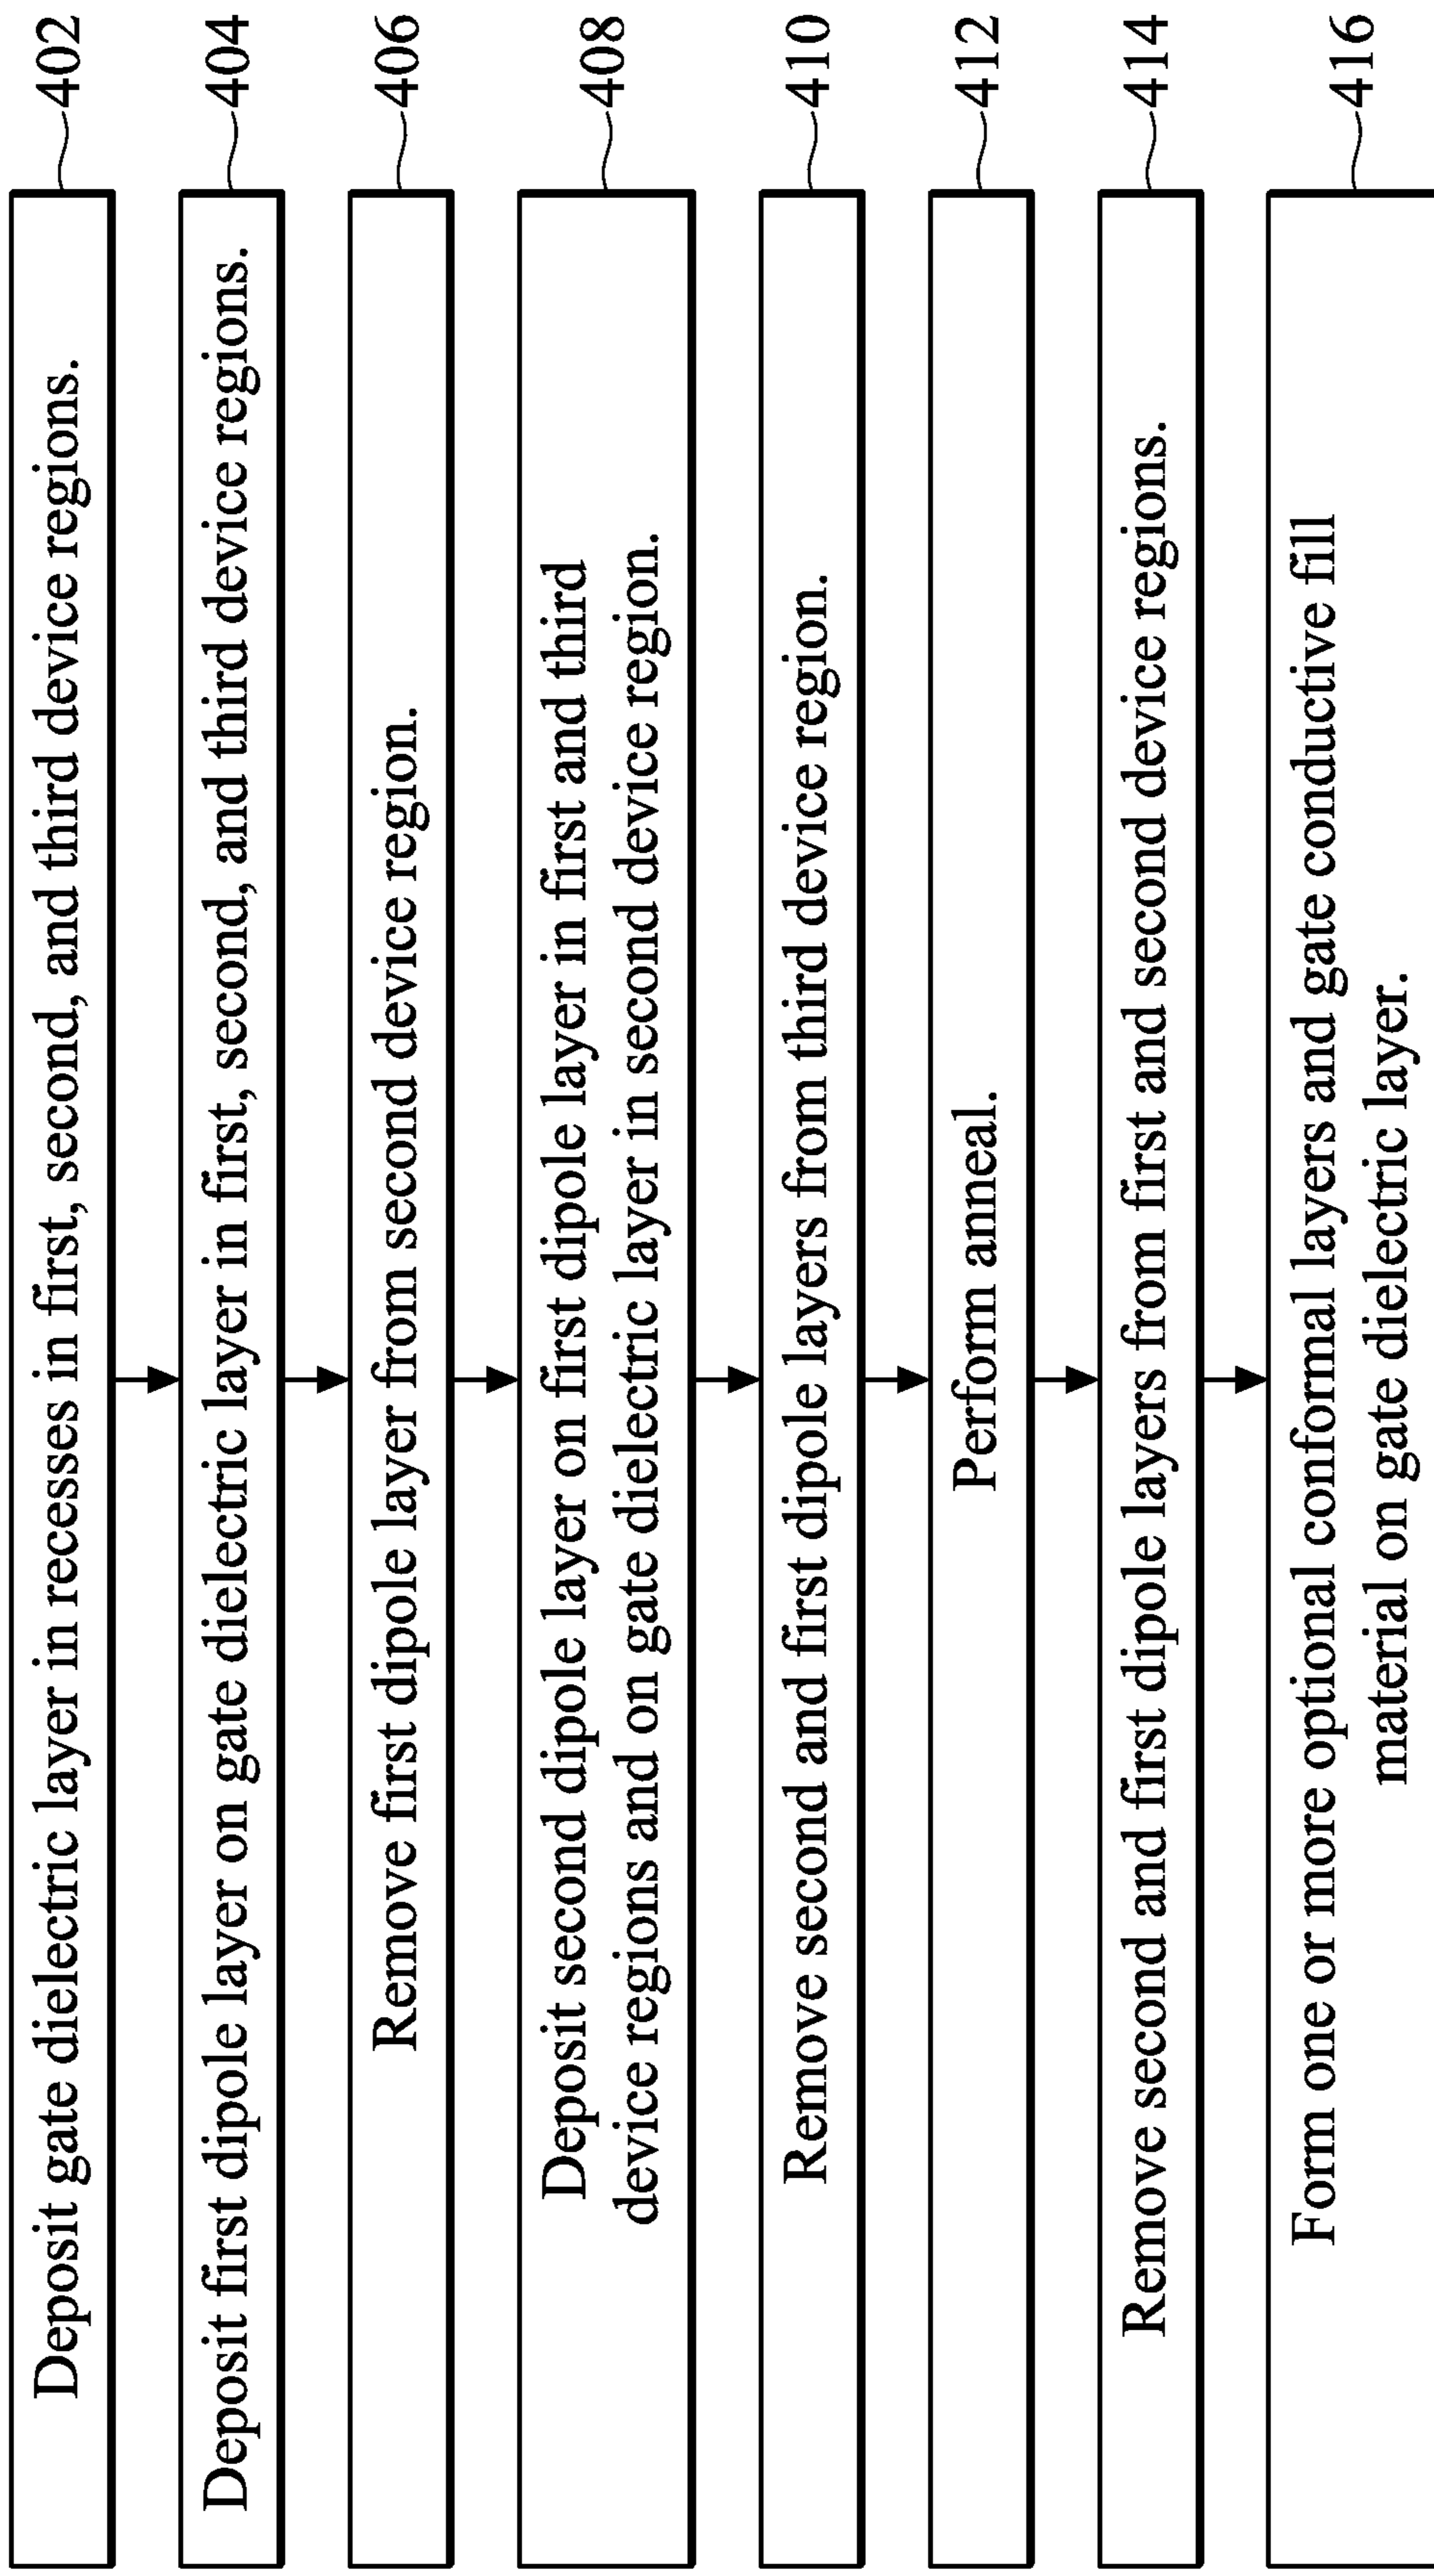 Deposit gate dielectric layer in recesses in first, second, and third device regions.
402
Deposit first dipole layer on gate dielectric layer in first, second, and third device regions.
404
Remove first dipole layer from second device region.
406
Deposit second dipole layer on first dipole layer in first and third
device regions and on gate dielectric layer in second device region.
408
Remove second and first dipole layers from third device region.
410
Perform anneal.
412
Remove second and first dipole layers from first and second device regions.
414
Form one or more optional conformal layers and gate conductive fill
material on gate dielectric layer.
416